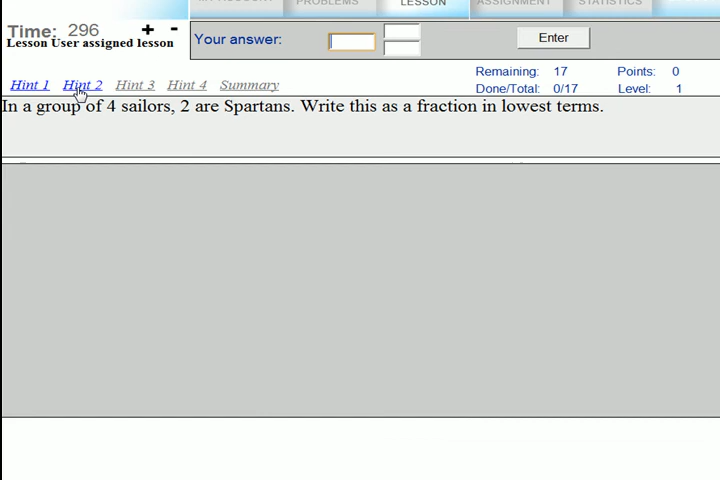 MY ACCOUNT PROBLEMS LESSON ASSIGNMENT STATISTICS
Time: 296 + -
Lesson User assigned lesson
Your answer: Enter
Hint 1 Hint 2 Hint 3 Hint 4 Summary
Remaining: 17 Points: 0
Done/Total: 0/17 Level: 1
In a group of 4 sailors, 2 are Spartans. Write this as a fraction in lowest terms.